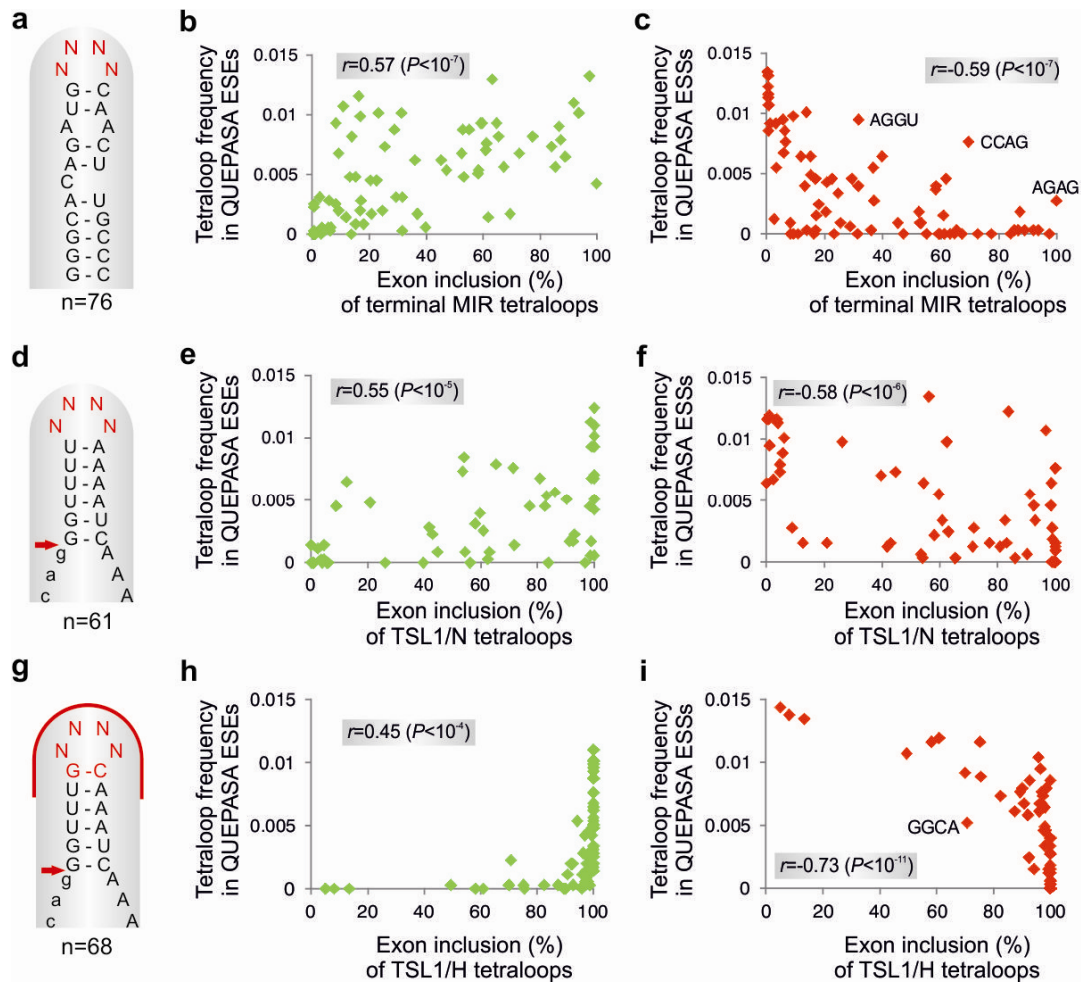 a
N N
N N
G - C
U - A
A A
G - C
A - U
C
A - U
C - G
G - C
G - C
G - C
n=76
b
Tetraloop frequency
in QUEPASA ESEs
0.015
0.01
0.005
0
r=0.57 (P<10-7)
0 20 40 60 80 100
Exon inclusion (%)
of terminal MIR tetraloops
c
Tetraloop frequency
in QUEPASA ESSs
0.015
0.01
0.005
0
r=-0.59 (P<10-7)
AGGU
CCAG
AGAG
0 20 40 60 80 100
Exon inclusion (%)
of terminal MIR tetraloops
d
N N
N N
U - A
U - A
U - A
U - A
G - U
G - C
g A
a A
c A
n=61
e
Tetraloop frequency
in QUEPASA ESEs
0.015
0.01
0.005
0
r=0.55 (P<10-5)
0 20 40 60 80 100
Exon inclusion (%)
of TSL1/N tetraloops
f
Tetraloop frequency
in QUEPASA ESSs
0.015
0.01
0.005
0
r=-0.58 (P<10-6)
0 20 40 60 80 100
Exon inclusion (%)
of TSL1/N tetraloops
g
N N
N N
G - C
U - A
U - A
U - A
G - U
G - C
g A
a A
c A
n=68
h
Tetraloop frequency
in QUEPASA ESEs
0.015
0.01
0.005
0
r=0.45 (P<10-4)
0 20 40 60 80 100
Exon inclusion (%)
of TSL1/H tetraloops
i
Tetraloop frequency
in QUEPASA ESSs
0.015
0.01
0.005
0
GGCA
r=-0.73 (P<10-11)
0 20 40 60 80 100
Exon inclusion (%)
of TSL1/H tetraloops